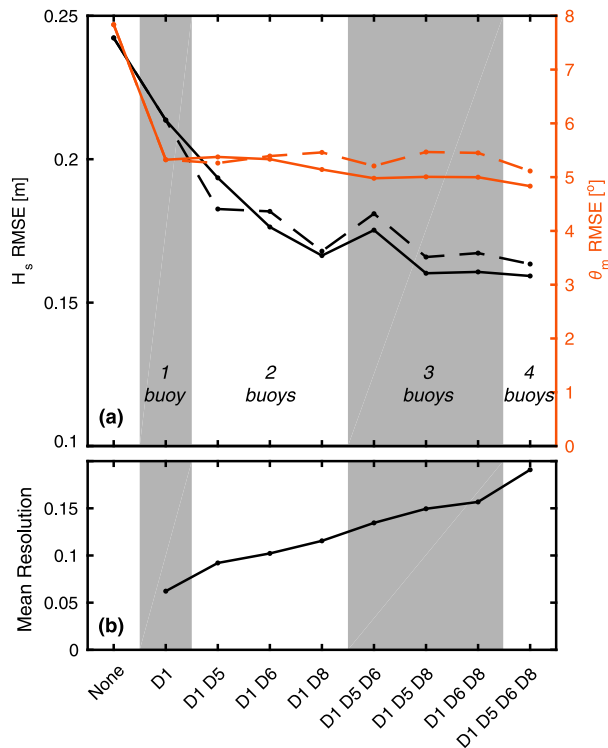 0.25
0.2
0.15
0.1
H_s RMSE [m]
8
7
6
5
4
3
2
1
0
θ_m RMSE [º]
1
buoy
2
buoys
3
buoys
4
buoys
(a)
0.15
0.1
0.05
0
Mean Resolution
(b)
None
D1
D1 D5
D1 D6
D1 D8
D1 D5 D6
D1 D5 D8
D1 D6 D8
D1 D5 D6 D8